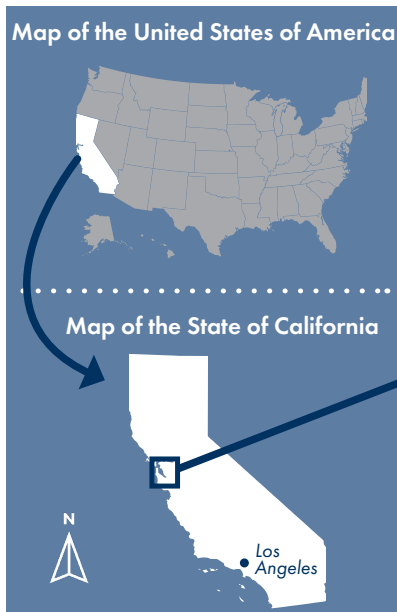 Map of the United States of America
Map of the State of California
N
Los
Angeles